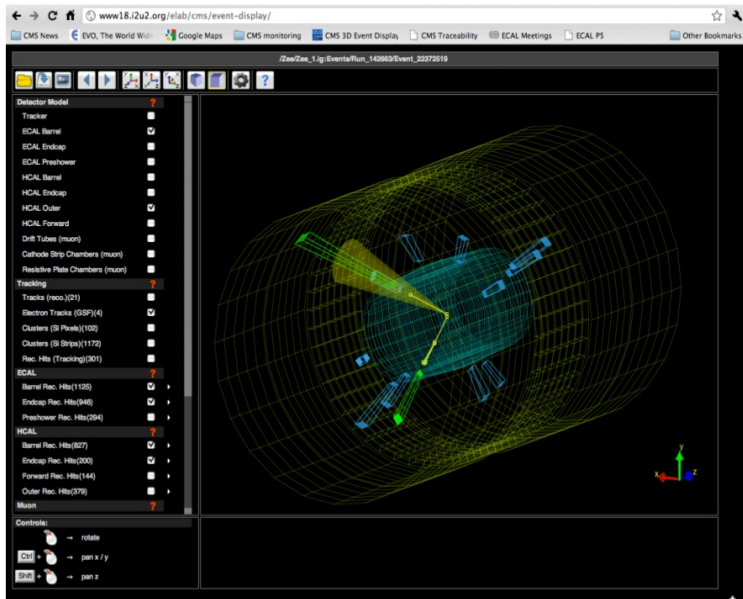 www18.i2u2.org/elab/cms/event-display/
CMS News EVO, The World Wide Google Maps CMS monitoring CMS 3D Event Display CMS Traceability ECAL Meetings ECAL PS Other Bookmarks
/Zee/Zee_1.ig:Events/Run_142663/Event_22372519
?
Detector Model ?
Tracker
ECAL Barrel
ECAL Endcap
ECAL Preshower
HCAL Barrel
HCAL Endcap
HCAL Outer
HCAL Forward
Drift Tubes (muon)
Cathode Strip Chambers (muon)
Resistive Plate Chambers (muon)
Tracking ?
Tracks (reco.)(21)
Electron Tracks (GSF)(4)
Clusters (Si Pixels)(102)
Clusters (Si Strips)(1172)
Rec. Hits (Tracking)(301)
ECAL ?
Barrel Rec. Hits(1125)
Endcap Rec. Hits(946)
Preshower Rec. Hits(294)
HCAL ?
Barrel Rec. Hits(827)
Endcap Rec. Hits(200)
Forward Rec. Hits(144)
Outer Rec. Hits(379)
Muon ?
y
x z
Controls:
→ rotate
Ctrl + → pan x / y
Shift + → pan z